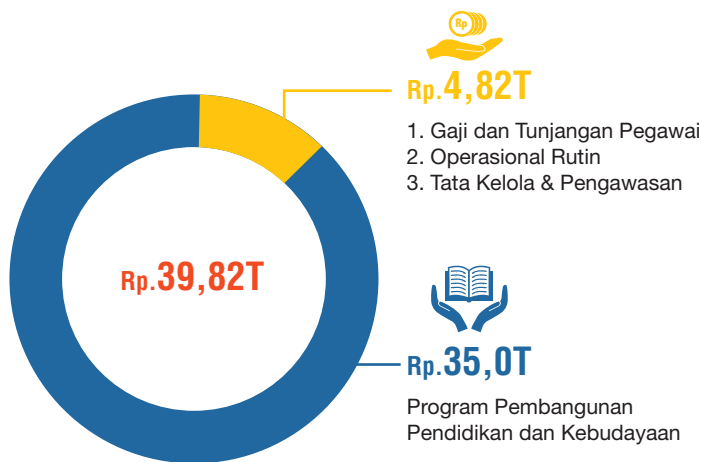 Rp
Rp.4,82T
1. Gaji dan Tunjangan Pegawai
2. Operasional Rutin
3. Tata Kelola & Pengawasan
Rp.39,82T
Rp.35,0T
Program Pembangunan
Pendidikan dan Kebudayaan